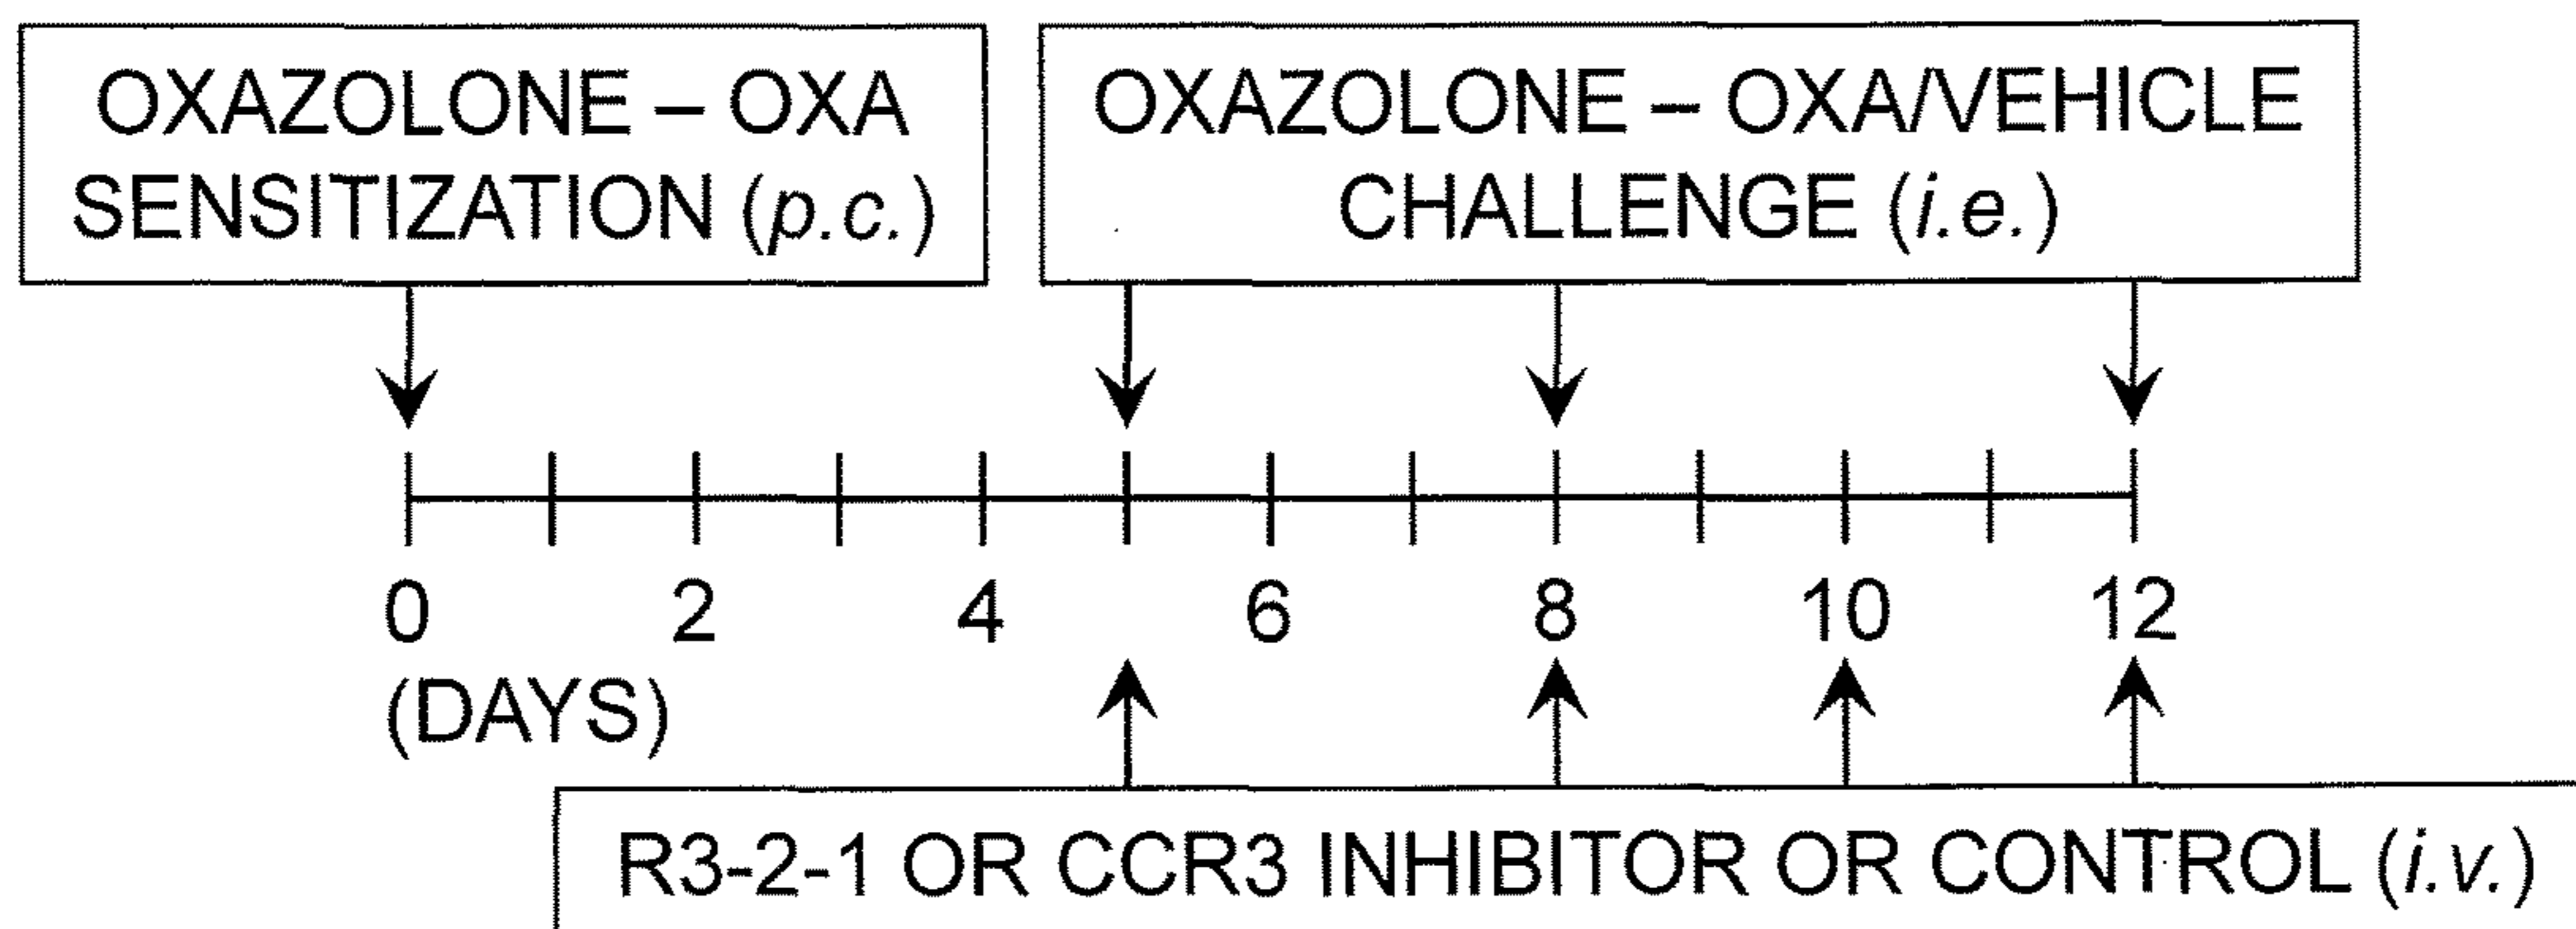 OXAZOLONE – OXA
SENSITIZATION (p.c.)
OXAZOLONE – OXA/VEHICLE
CHALLENGE (i.e.)
0 2 4 6 8 10 12
(DAYS)
R3-2-1 OR CCR3 INHIBITOR OR CONTROL (i.v.)